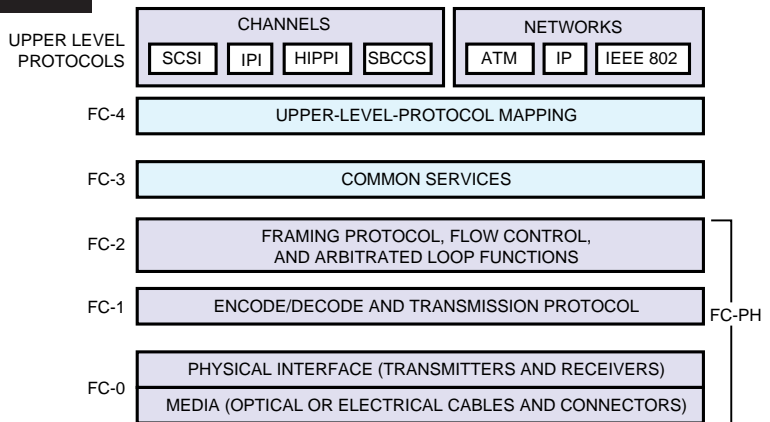 CHANNELS
NETWORKS
UPPER LEVEL
PROTOCOLS
SCSI IPI HIPPI SBCCS ATM IP IEEE 802
FC-4 UPPER-LEVEL-PROTOCOL MAPPING
FC-3 COMMON SERVICES
FC-2 FRAMING PROTOCOL, FLOW CONTROL,
AND ARBITRATED LOOP FUNCTIONS
FC-1 ENCODE/DECODE AND TRANSMISSION PROTOCOL
FC-PH
FC-0
PHYSICAL INTERFACE (TRANSMITTERS AND RECEIVERS)
MEDIA (OPTICAL OR ELECTRICAL CABLES AND CONNECTORS)